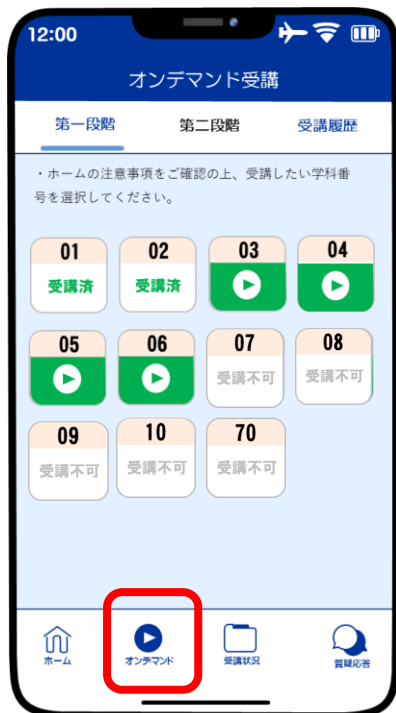 12:00
オンデマンド受講
第一段階 第二段階 受講履歴
・ホームの注意事項をご確認の上、受講したい学科番
号を選択してください。
01 02 03 04
受講済 受講済
05 06 07 08
受講不可 受講不可
09 10 70
受講不可 受講不可 受講不可
ホーム オンデマンド 受講状況 質疑応答